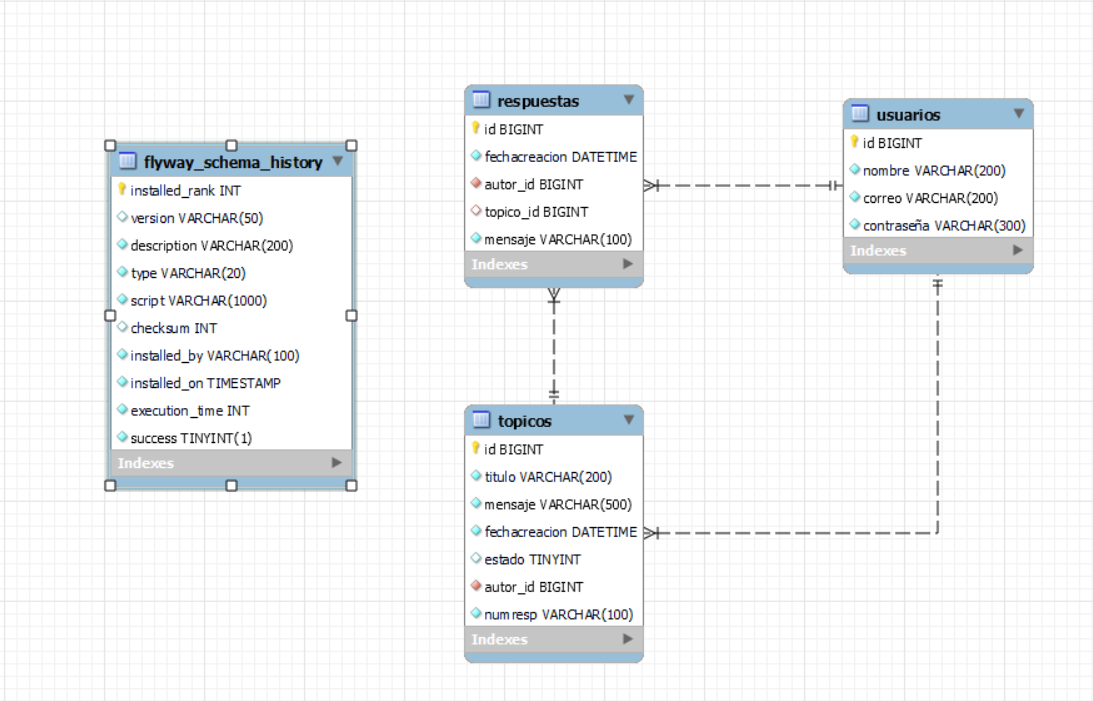 flyway_schema_history
installed_rank INT
version VARCHAR(50)
description VARCHAR(200)
type VARCHAR(20)
script VARCHAR(1000)
checksum INT
installed_by VARCHAR(100)
installed_on TIMESTAMP
execution_time INT
success TINYINT(1)
Indexes
respuestas
id BIGINT
fechacreacion DATETIME
autor_id BIGINT
topico_id BIGINT
mensaje VARCHAR(100)
Indexes
usuarios
id BIGINT
nombre VARCHAR(200)
correo VARCHAR(200)
contraseña VARCHAR(300)
Indexes
topicos
id BIGINT
titulo VARCHAR(200)
mensaje VARCHAR(500)
fechacreacion DATETIME
estado TINYINT
autor_id BIGINT
numresp VARCHAR(100)
Indexes